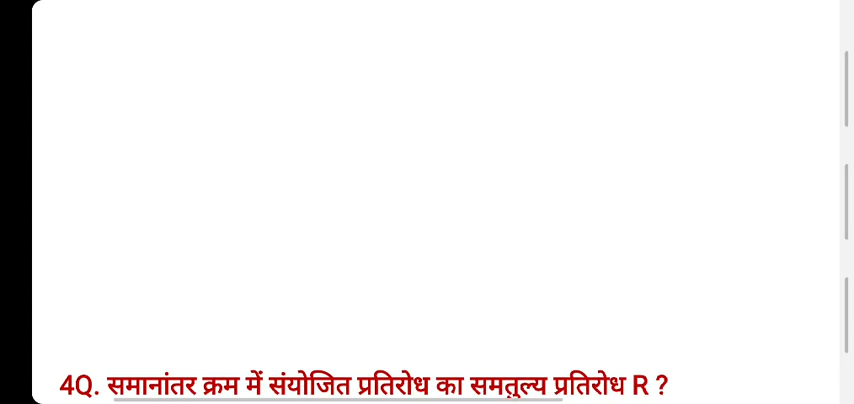 4Q. समानांतर क्रम में संयोजित प्रतिरोध का समतुल्य प्रतिरोध R ?